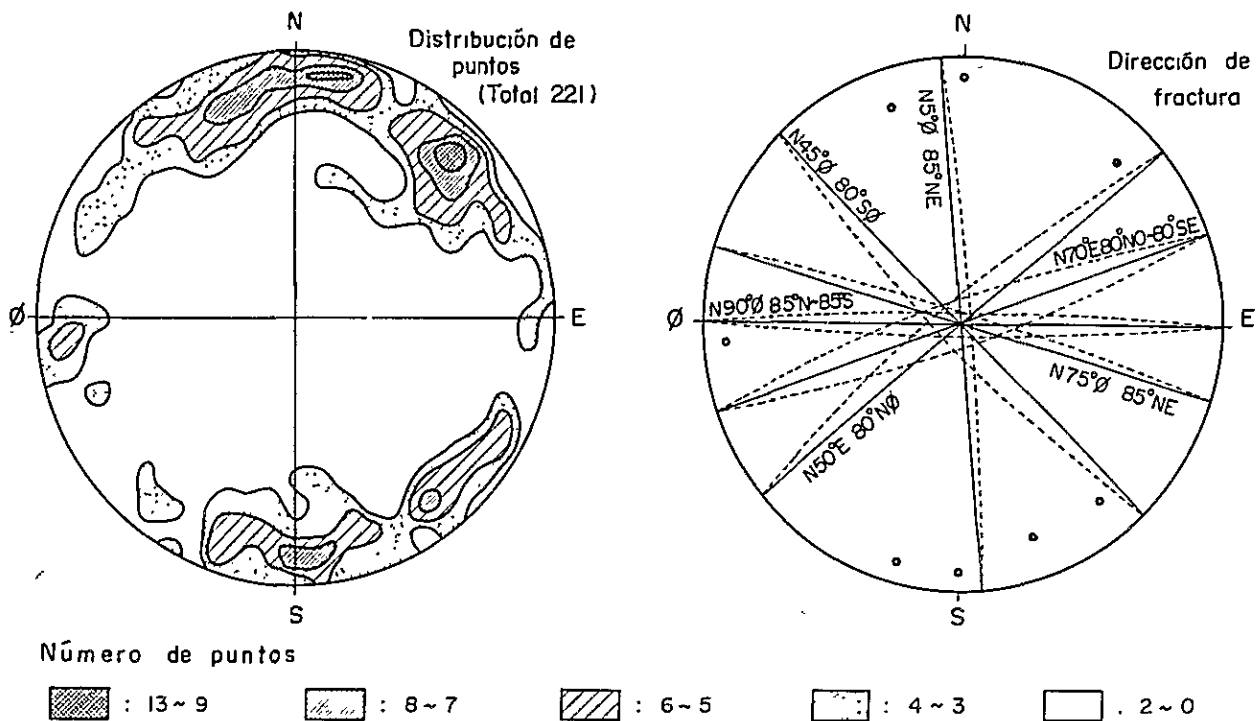 N
Distribución de
puntos
(Total 221)
Ø
E
S
N
Dirección de
fractura
N5°Ø 85°NE
N45°Ø 80°SØ
N70°E80°NO-80°SE
N90°Ø 85°N-85°S
Ø
E
N75°Ø 85°NE
N50°E 80°NØ
S
Número de puntos
: 13~9
: 8~7
: 6~5
: 4~3
. 2~0